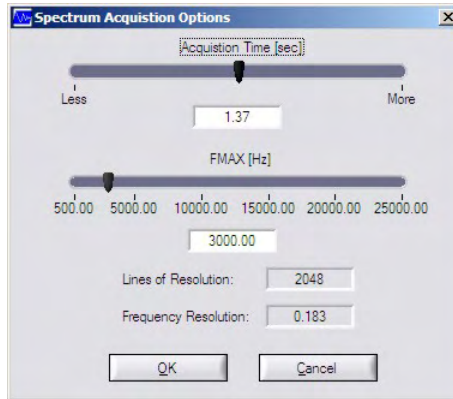 Spectrum Acquistion Options
Acquistion Time [sec]
Less More
1.37
FMAX [Hz]
500.00 5000.00 10000.00 15000.00 20000.00 25000.00
3000.00
Lines of Resolution: 2048
Frequency Resolution: 0.183
OK Cancel